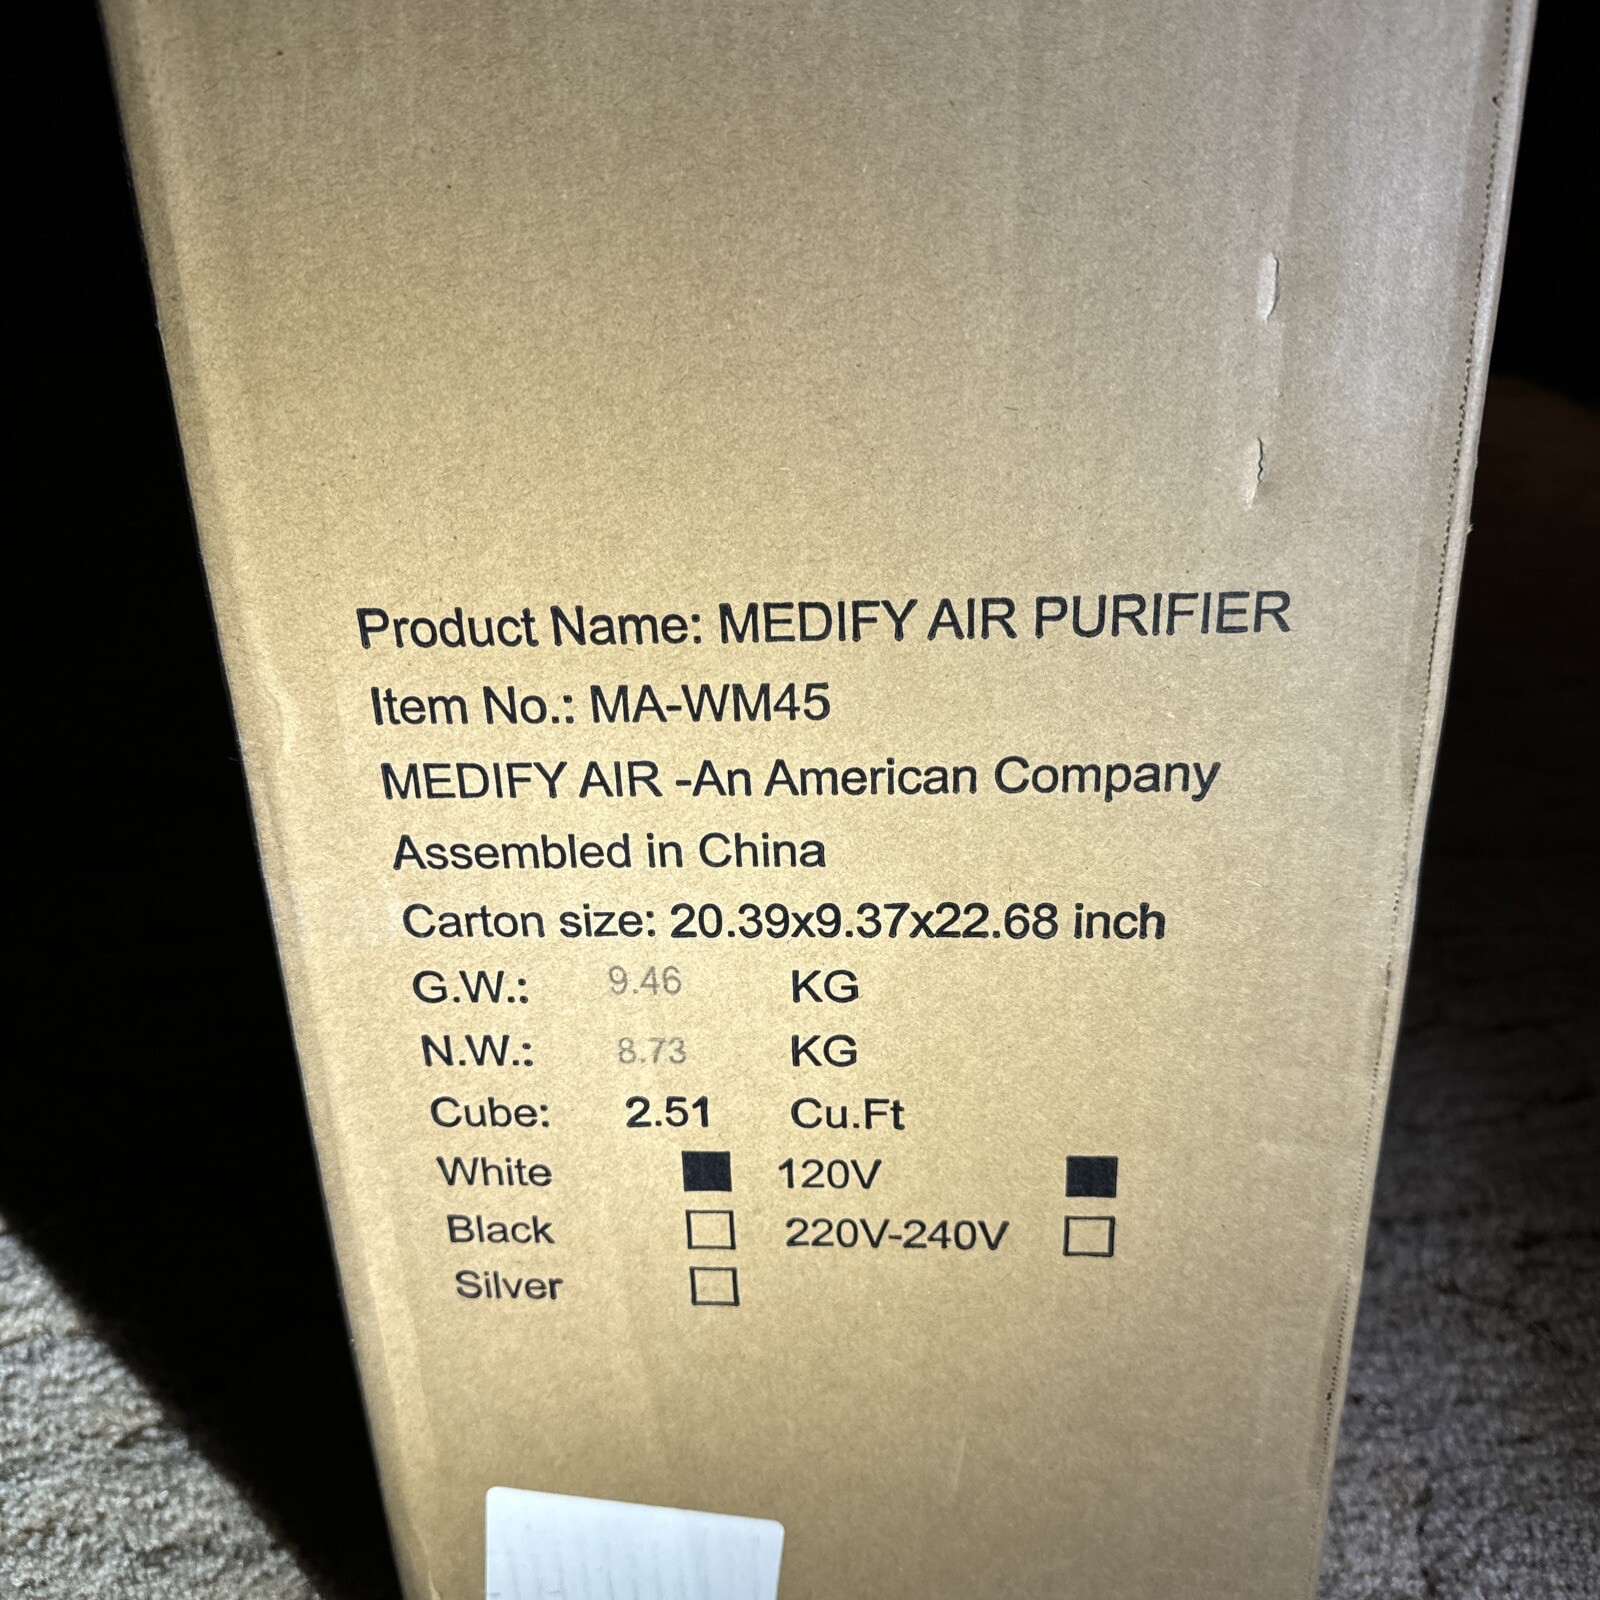 Product Name: MEDIFY AIR PURIFIER
Item No.: MA-WM45
MEDIFY AIR -An American Company
Assembled in China
Carton size: 20.39x9.37x22.68 inch
G.W.: 9.46 KG
N.W.: 8.73 KG
Cube: 2.51 Cu.Ft
White ■ 120V ■
Black □ 220V-240V □
Silver □